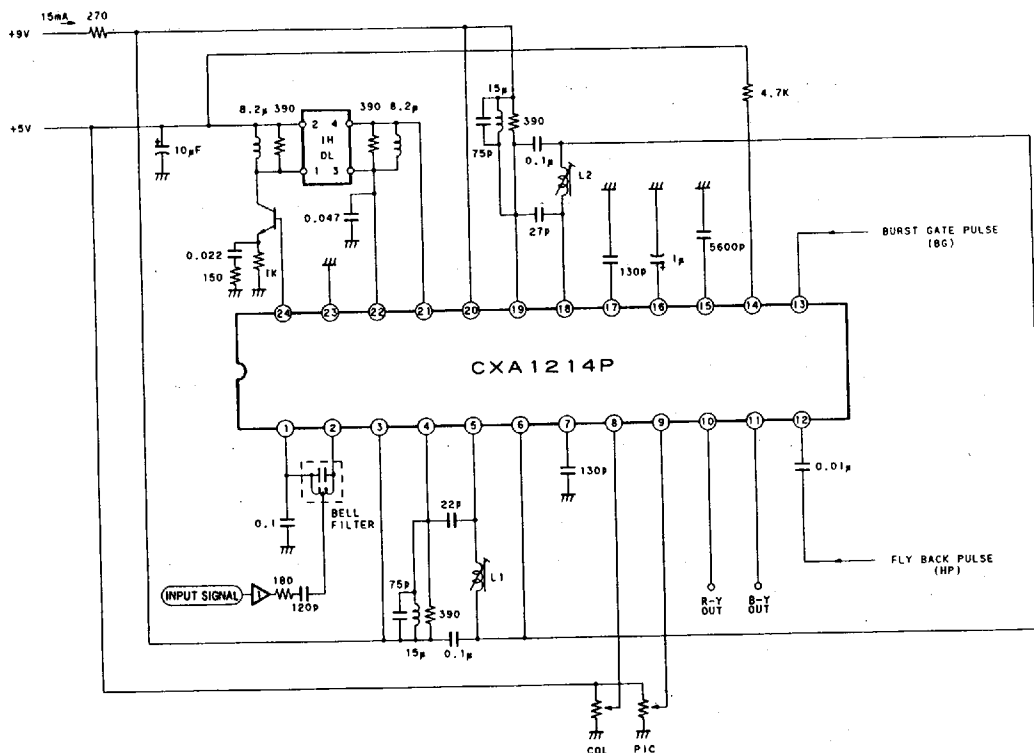 15mA
270
+9V
15μ
4.7K
8.2μ 390
390 8.2μ
2 4
1H
DL
1 3
390
75p
0.1μ
L2
+5V
10μF
0.047
27p
BURST GATE PULSE
(BG)
0.022
1K
150
130p
1μ
5600p
24 23 22 21 20 19 18 17 16 15 14 13
CXA1214P
1 2 3 4 5 6 7 8 9 10 11 12
BELL
FILTER
0.1
22p
130p
0.01μ
L1
FLY BACK PULSE
(HP)
INPUT SIGNAL
1
180
120p
75p
390
15μ
0.1μ
R-Y
OUT
B-Y
OUT
COL
PIC